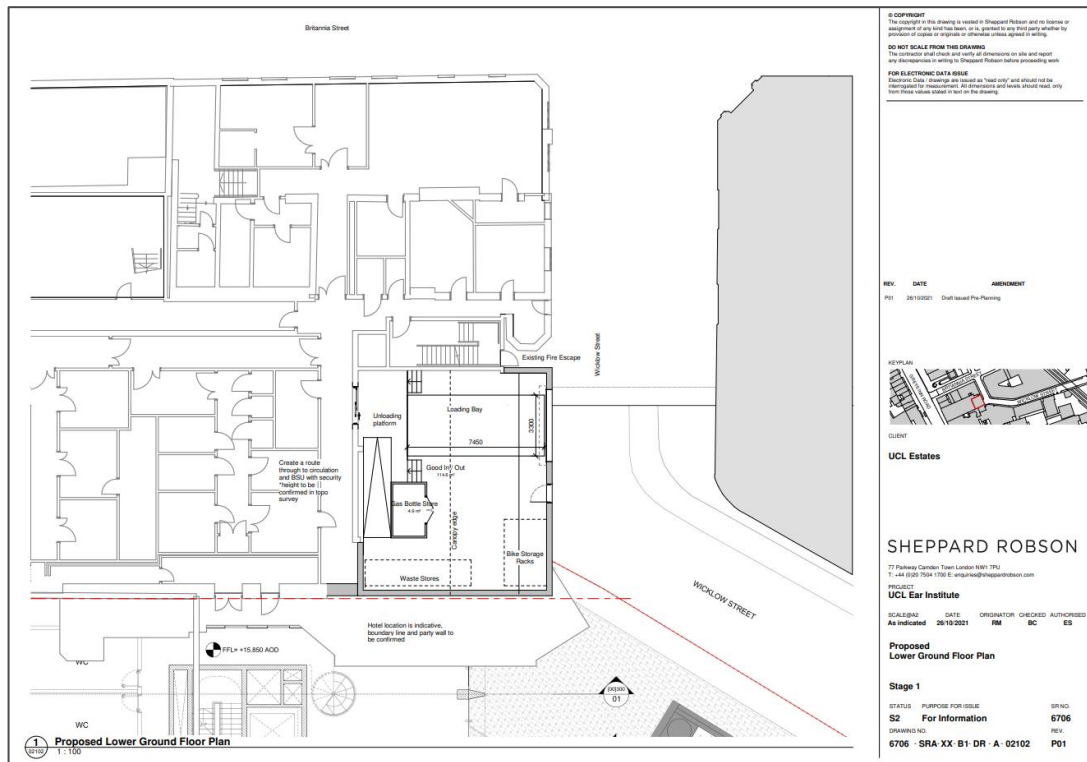 Britannia Street
Wicklow Street
Existing Fire Escape
Loading Bay
Unloading
platform
3300
7450
Create a route
through to circulation
and BSU with security
*height to be
confirmed in topo
survey
Good In / Out
Gas Bottle Store
4.9 m²
Canopy edge
Bike Storage
Racks
Waste Stores
WICKLOW STREET
Hotel location is indicative,
boundary line and party wall to
be confirmed
WC
FFL= +15.850 AOD
WC
01
1
02102
Proposed Lower Ground Floor Plan
1 : 100
© COPYRIGHT
The copyright in this drawing is vested in Sheppard Robson and no license or
assignment of any kind has been, or is, granted to any third party whether by
provision of copies or originals or otherwise unless agreed in writing.
DO NOT SCALE FROM THIS DRAWING
The contractor shall check and verify all dimensions on site and report
any discrepancies in writing to Sheppard Robson before proceeding work
FOR ELECTRONIC DATA ISSUE
Electronic Data / drawings are issued as "read only" and should not be
interrogated for measurement. All dimensions and levels should read, only
from those values stated in text on the drawing.
REV. DATE AMENDMENT
P01 26/10/2021 Draft Issued Pre-Planning
KEYPLAN
WICKLOW STREET
CLIENT
UCL Estates
SHEPPARD ROBSON
77 Parkway Camden Town London NW1 7PU
T: +44 (0)20 7504 1700 E: enquiries@sheppardrobson.com
PROJECT
UCL Ear Institute
SCALE@A2 DATE ORIGINATOR CHECKED AUTHORISED
As indicated 26/10/2021 RM BC ES
Proposed
Lower Ground Floor Plan
Stage 1
STATUS PURPOSE FOR ISSUE SR NO.
S2 For Information 6706
DRAWING NO. REV.
6706 - SRA- XX- B1- DR - A - 02102 P01